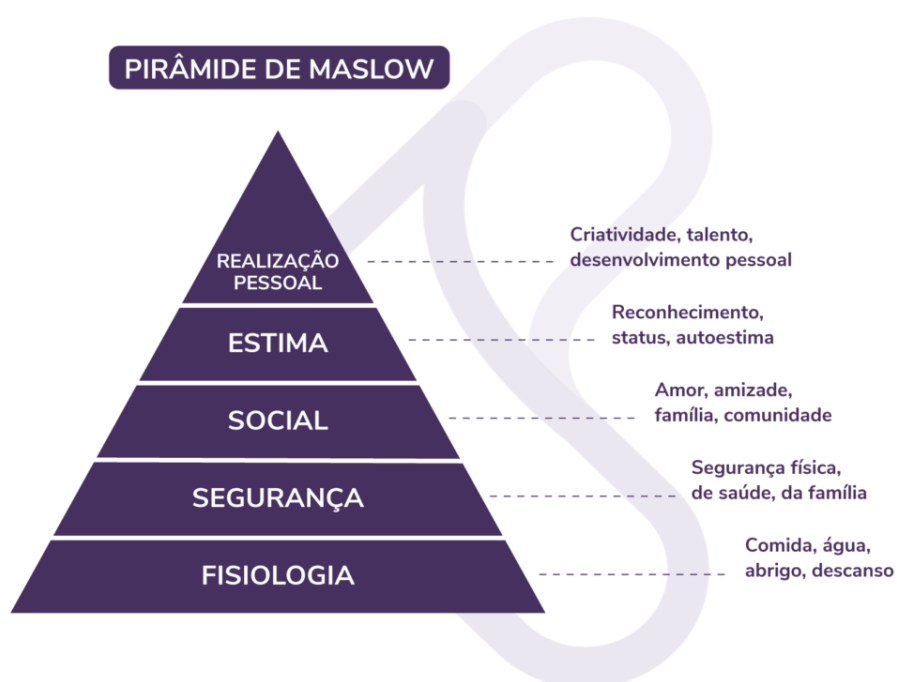 PIRÂMIDE DE MASLOW
REALIZAÇÃO
PESSOAL
Criatividade, talento,
desenvolvimento pessoal
ESTIMA
Reconhecimento,
status, autoestima
SOCIAL
Amor, amizade,
família, comunidade
SEGURANÇA
Segurança física,
de saúde, da família
FISIOLOGIA
Comida, água,
abrigo, descanso